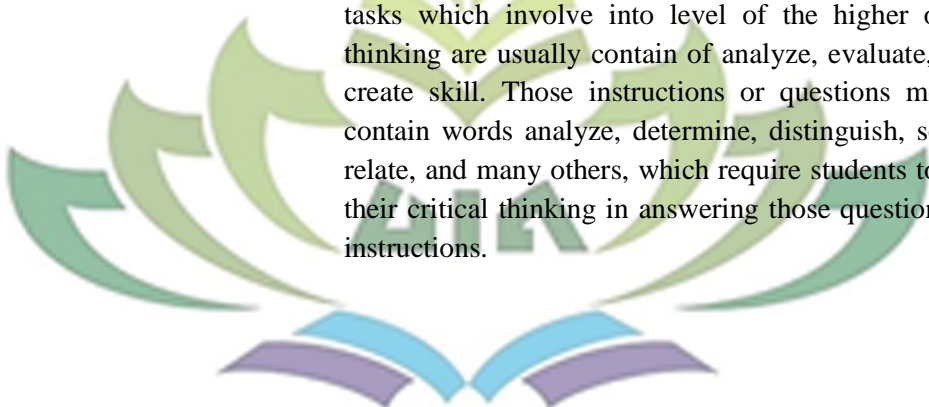 tasks which involve into level of the higher
thinking are usually contain of analyze, evaluate,
create skill. Those instructions or questions
contain words analyze, determine, distinguish,
relate, and many others, which require students
their critical thinking in answering those
instructions.